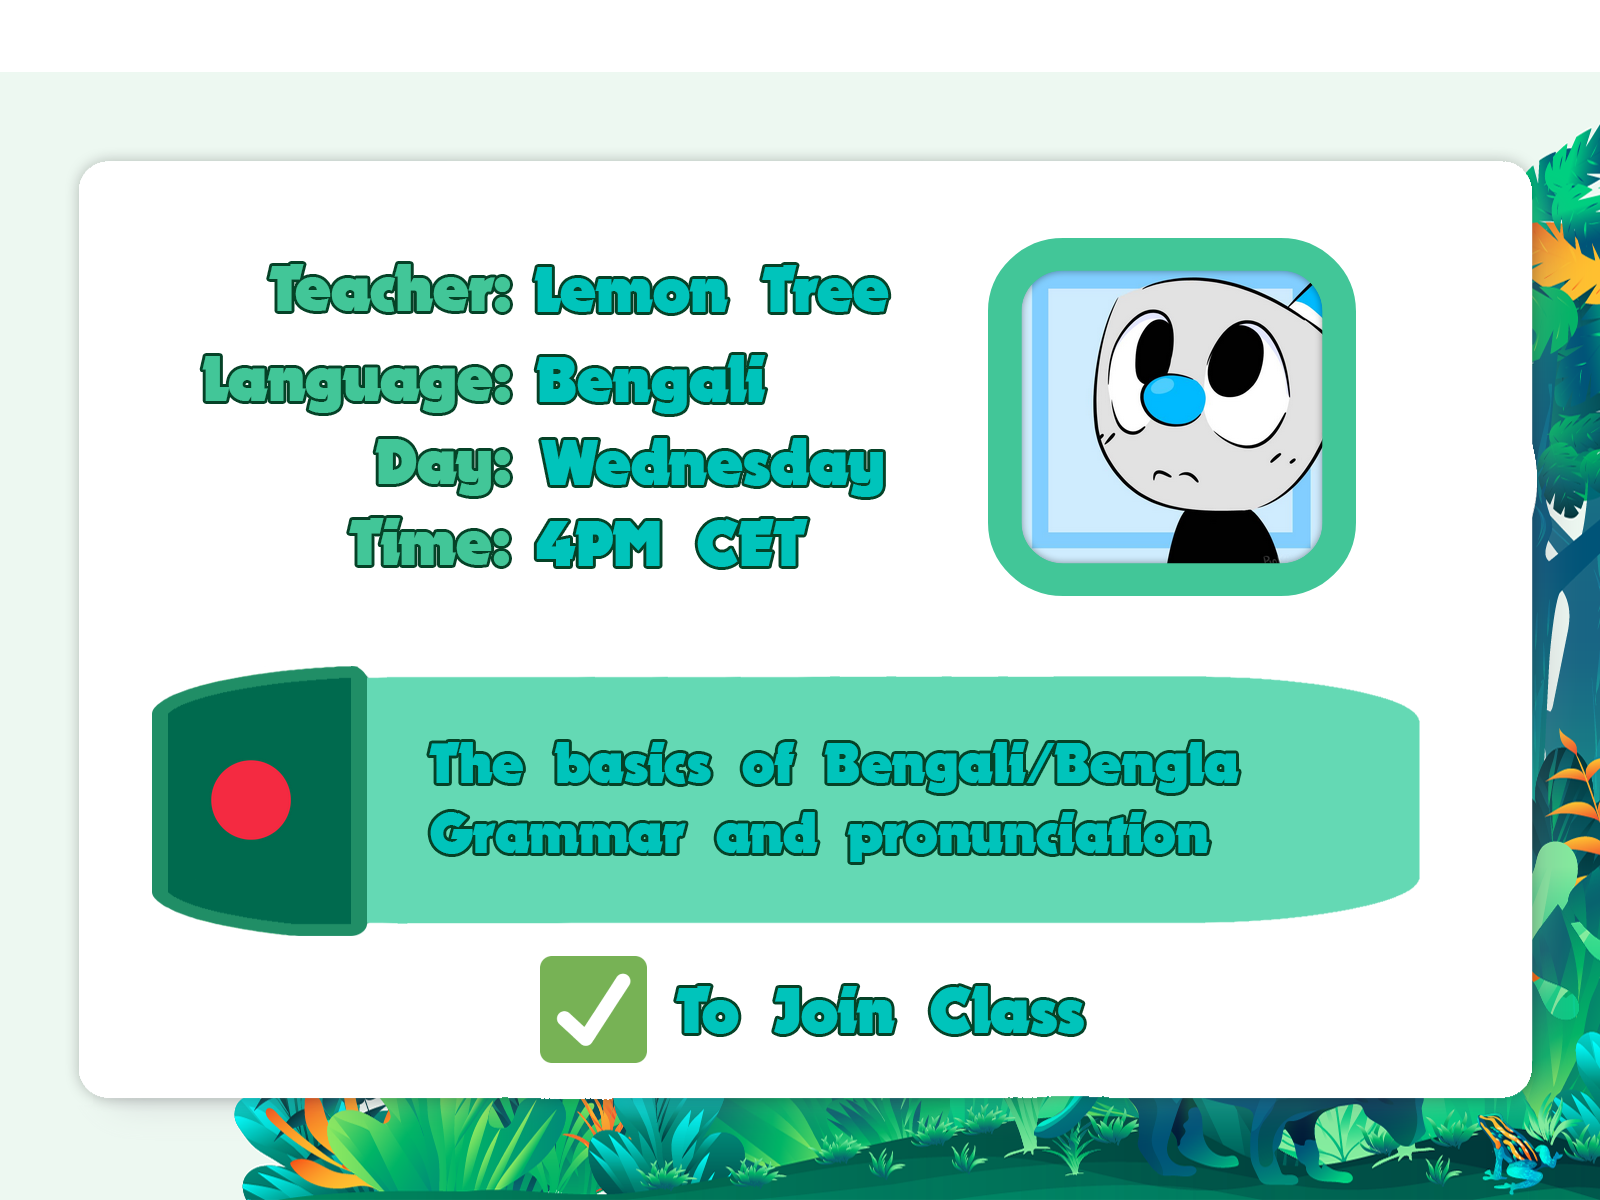 Teacher: Lemon Tree
Language: Bengali
Day: Wednesday
Time: 4PM CET
The basics of Bengali/Bengla
Grammar and pronunciation
To Join Class